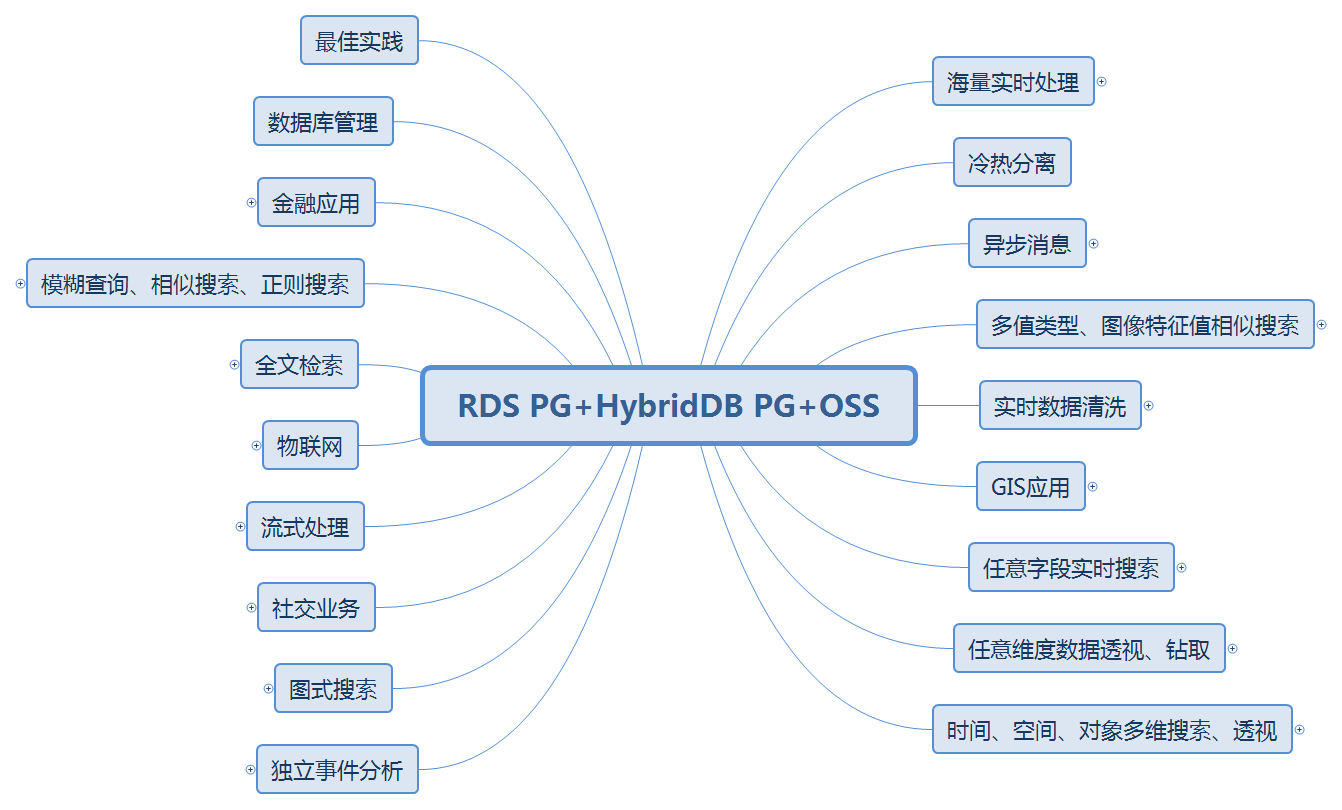 最佳实践
数据库管理
金融应用
模糊查询、相似搜索、正则搜索
全文检索
物联网
流式处理
社交业务
图式搜索
独立事件分析
RDS PG+HybridDB PG+OSS
海量实时处理
冷热分离
异步消息
多值类型、图像特征值相似搜索
实时数据清洗
GIS应用
任意字段实时搜索
任意维度数据透视、钻取
时间、空间、对象多维搜索、透视